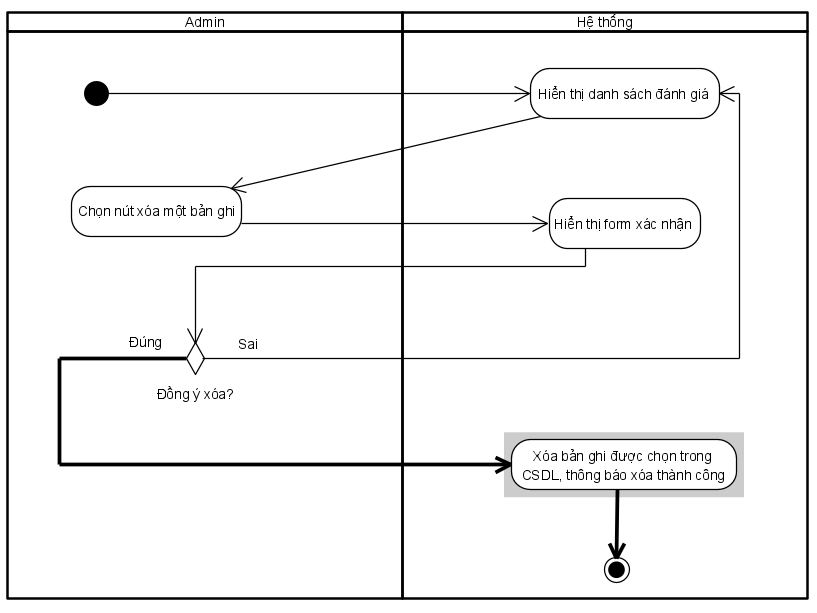 Admin
Hệ thống
Hiển thị danh sách đánh giá
Chọn nút xóa một bản ghi
Hiển thị form xác nhận
Đúng
Sai
Đồng ý xóa?
Xóa bản ghi được chọn trong
CSDL, thông báo xóa thành công